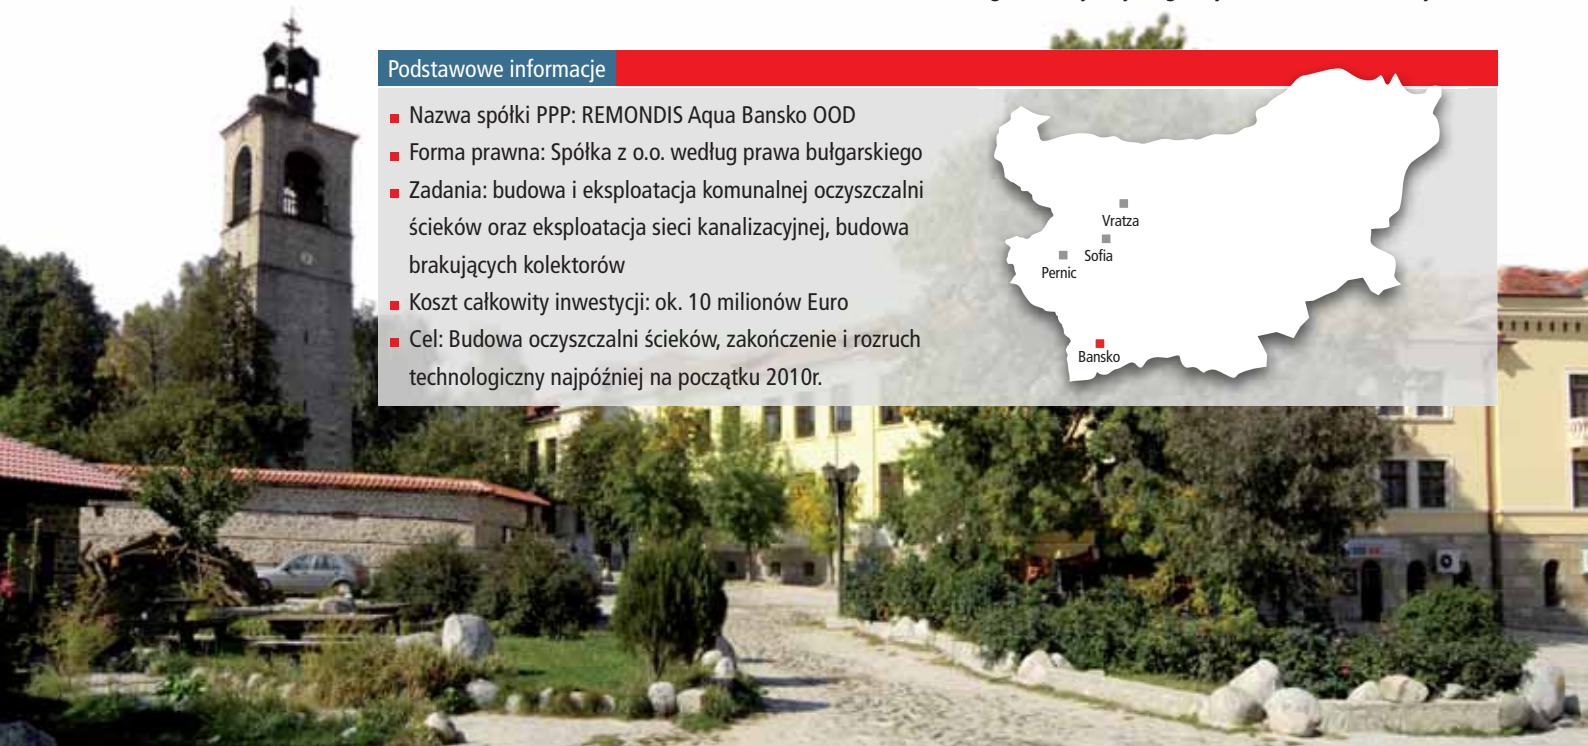 Podstawowe informacje
Nazwa spółki PPP: REMONDIS Aqua Bansko OOD
Forma prawna: Spółka z o.o. według prawa bułgarskiego
Zadania: budowa i eksploatacja komunalnej oczyszczalni
ścieków oraz eksploatacja sieci kanalizacyjnej, budowa
brakujących kolektorów
Koszt całkowity inwestycji: ok. 10 milionów Euro
Cel: Budowa oczyszczalni ścieków, zakończenie i rozruch
technologiczny najpóźniej na początku 2010r.
Vratza
Sofia
Pernic
Bansko